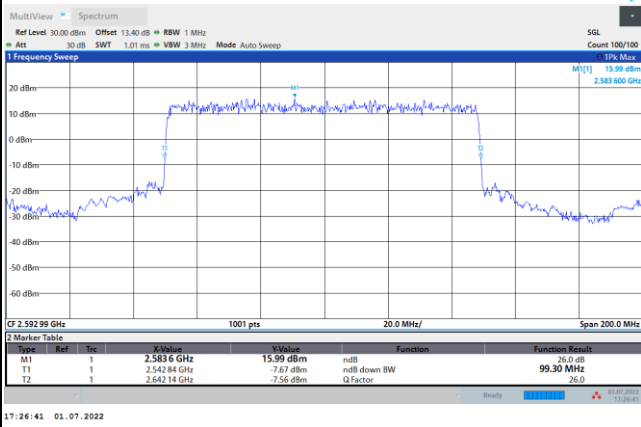 MultiView Spectrum
Ref Level 30.00 dBm Offset 13.40 dB RBW 1 MHz SGL
Att 30 dB SWT 1.01 ms VBW 3 MHz Mode Auto Sweep Count 100/100
1 Frequency Sweep 1Pk Max
M1[1] 15.99 dBm
2.583 600 GHz
20 dBm
M1
10 dBm
0 dBm
T1 T2
-10 dBm
-20 dBm
-30 dBm
-40 dBm
-50 dBm
-60 dBm
CF 2.592 99 GHz 1001 pts 20.0 MHz/ Span 200.0 MHz
2 Marker Table
Type Ref Trc X-Value Y-Value Function Function Result
M1 1 2.583 6 GHz 15.99 dBm ndB 26.0 dB
T1 1 2.542 84 GHz -7.67 dBm ndB down BW 99.30 MHz
T2 1 2.642 14 GHz -7.56 dBm Q Factor 26.0
Ready 01.07.2022
17:26:41
17:26:41 01.07.2022